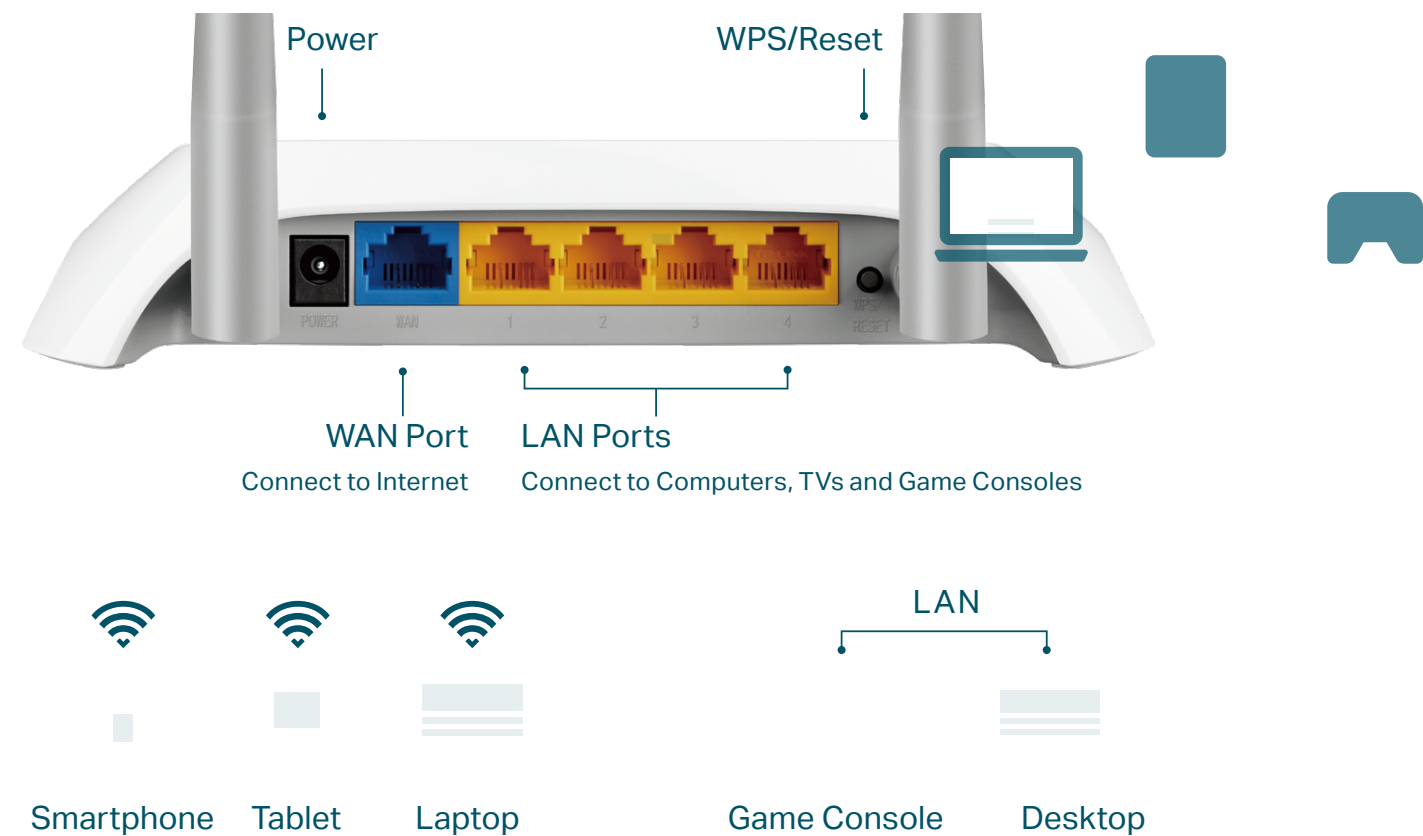 Power
WPS/Reset
POWER
WAN
1
2
3
4
WPS/
RESET
WAN Port
LAN Ports
Connect to Internet
Connect to Computers, TVs and Game Consoles
LAN
Smartphone
Tablet
Laptop
Game Console
Desktop